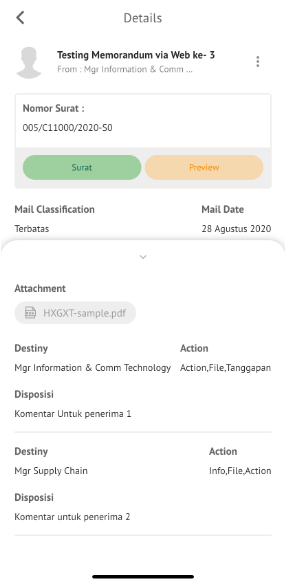 Details
Testing Memorandum via Web ke- 3
From : Mgr Information & Comm ...
Nomor Surat :
005/C11000/2020-S0
Surat
Preview
Mail Classification
Mail Date
Terbatas
28 Agustus 2020
Attachment
HXGXT-sample.pdf
Destiny
Action
Mgr Information & Comm Technology
Action,File,Tanggapan
Disposisi
Komentar Untuk penerima 1
Destiny
Action
Mgr Supply Chain
Info,File,Action
Disposisi
Komentar untuk penerima 2